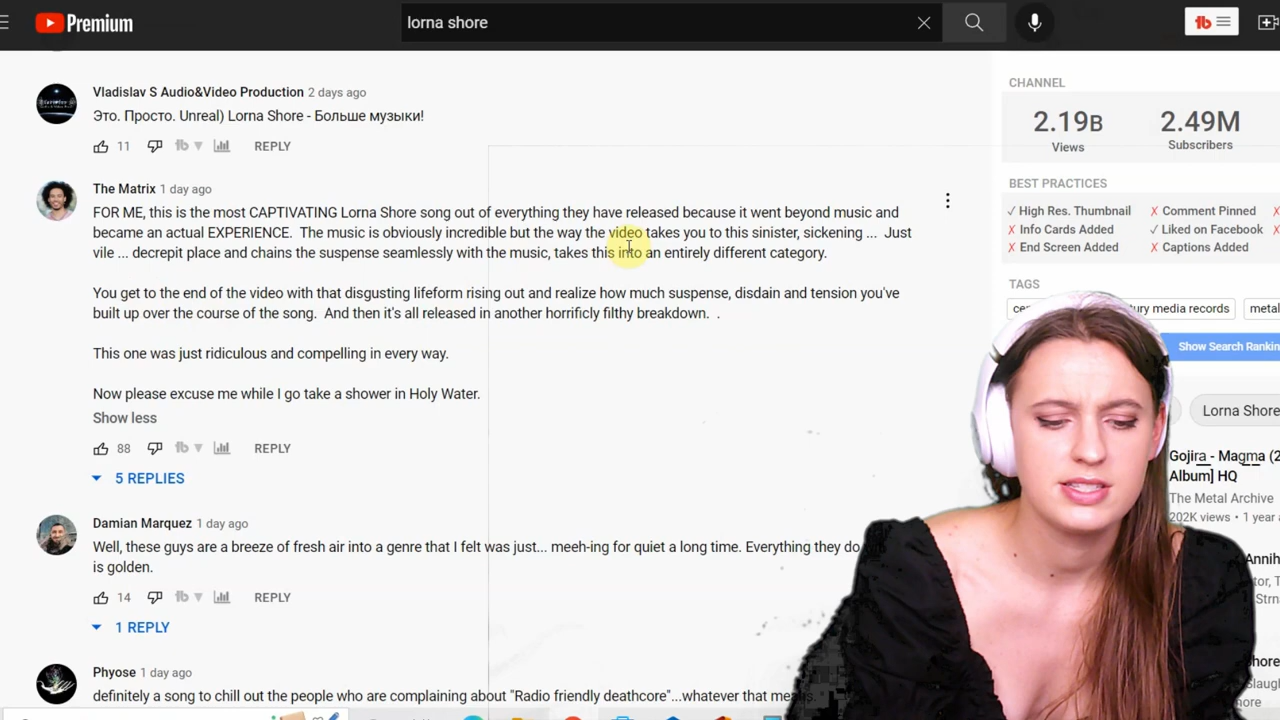 Premium
lorna shore
tb
Vladislav S Audio&Video Production 2 days ago
Это. Просто. Unreal) Lorna Shore - Больше музыки!
11 tb REPLY
The Matrix 1 day ago
FOR ME, this is the most CAPTIVATING Lorna Shore song out of everything they have released because it went beyond music and
became an actual EXPERIENCE.  The music is obviously incredible but the way the video takes you to this sinister, sickening ...  Just
vile ... decrepit place and chains the suspense seamlessly with the music, takes this into an entirely different category.
You get to the end of the video with that disgusting lifeform rising out and realize how much suspense, disdain and tension you've
built up over the course of the song.  And then it's all released in another horrificly filthy breakdown.  .
This one was just ridiculous and compelling in every way.
Now please excuse me while I go take a shower in Holy Water.
Show less
88 tb REPLY
5 REPLIES
Damian Marquez 1 day ago
Well, these guys are a breeze of fresh air into a genre that I felt was just... meeh-ing for quiet a long time. Everything they do
is golden.
14 tb REPLY
1 REPLY
Phyose 1 day ago
definitely a song to chill out the people who are complaining about "Radio friendly deathcore"...whatever that
CHANNEL
2.19B 2.49M
Views Subscribers
BEST PRACTICES
✓ High Res. Thumbnail ✗ Comment Pinned ✗
✗ Info Cards Added ✓ Liked on Facebook ✗
✗ End Screen Added ✗ Captions Added
TAGS
ury media records metal
Show Search Rankin
Lorna Shore
Gojira - Magma (2
Album] HQ
The Metal Archive
202K views • 1 year a